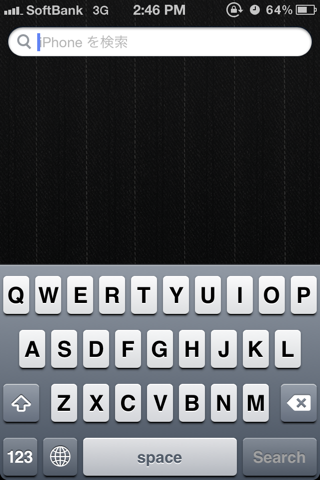 SoftBank 3G 2:46 PM 64%
iPhone を検索
Q W E R T Y U I O P
A S D F G H J K L
Z X C V B N M
123 space Search